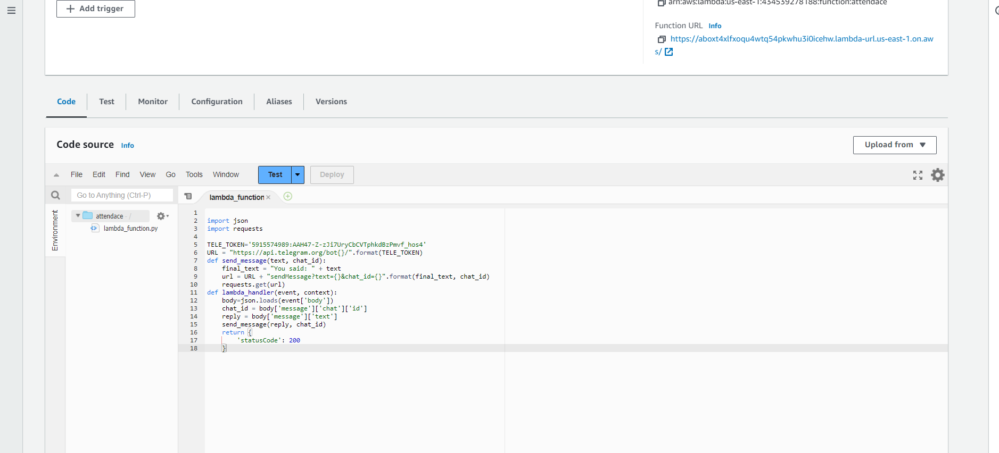 Add trigger
arn:aws:lambda:us-east-1:434539278188:function:attendace
Function URL Info
https://aboxt4xlfxoqu4wtq54pkwhu3i0icehw.lambda-url.us-east-1.on.aw
s/
Code Test Monitor Configuration Aliases Versions
Code source Info
Upload from
File Edit Find View Go Tools Window Test Deploy
Go to Anything (Ctrl-P)
lambda_function
Environment
attendace - /
lambda_function.py
1
2 import json
3 import requests
4
5 TELE_TOKEN='5915574989:AAH47-Z-zJi7UryCbCVTphkdBzPmvf_hos4'
6 URL = "https://api.telegram.org/bot{}/".format(TELE_TOKEN)
7 def send_message(text, chat_id):
8 final_text = "You said: " + text
9 url = URL + "sendMessage?text={}&chat_id={}".format(final_text, chat_id)
10 requests.get(url)
11 def lambda_handler(event, context):
12 body=json.loads(event['body'])
13 chat_id = body['message']['chat']['id']
14 reply = body['message']['text']
15 send_message(reply, chat_id)
16 return {
17 'statusCode': 200
18 }